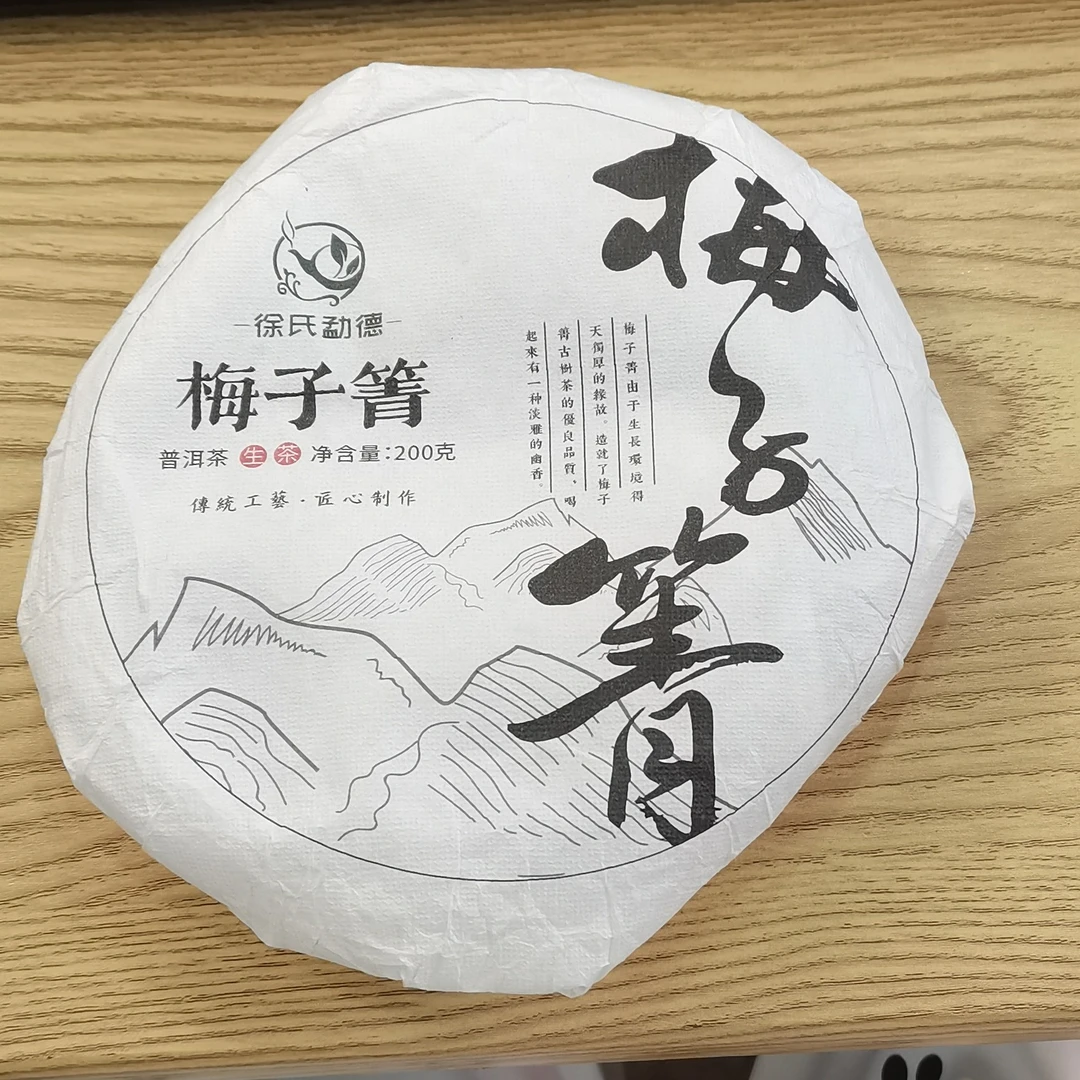 徐氏勐德
梅子箐
普洱茶 生茶 净含量:200克
傳統工藝·匠心制作
梅子箐由于生長環境得
天獨厚的緣故。造就了梅子
箐古樹茶的優良品質、喝
起來有一种淡雅的幽香。
梅子箐